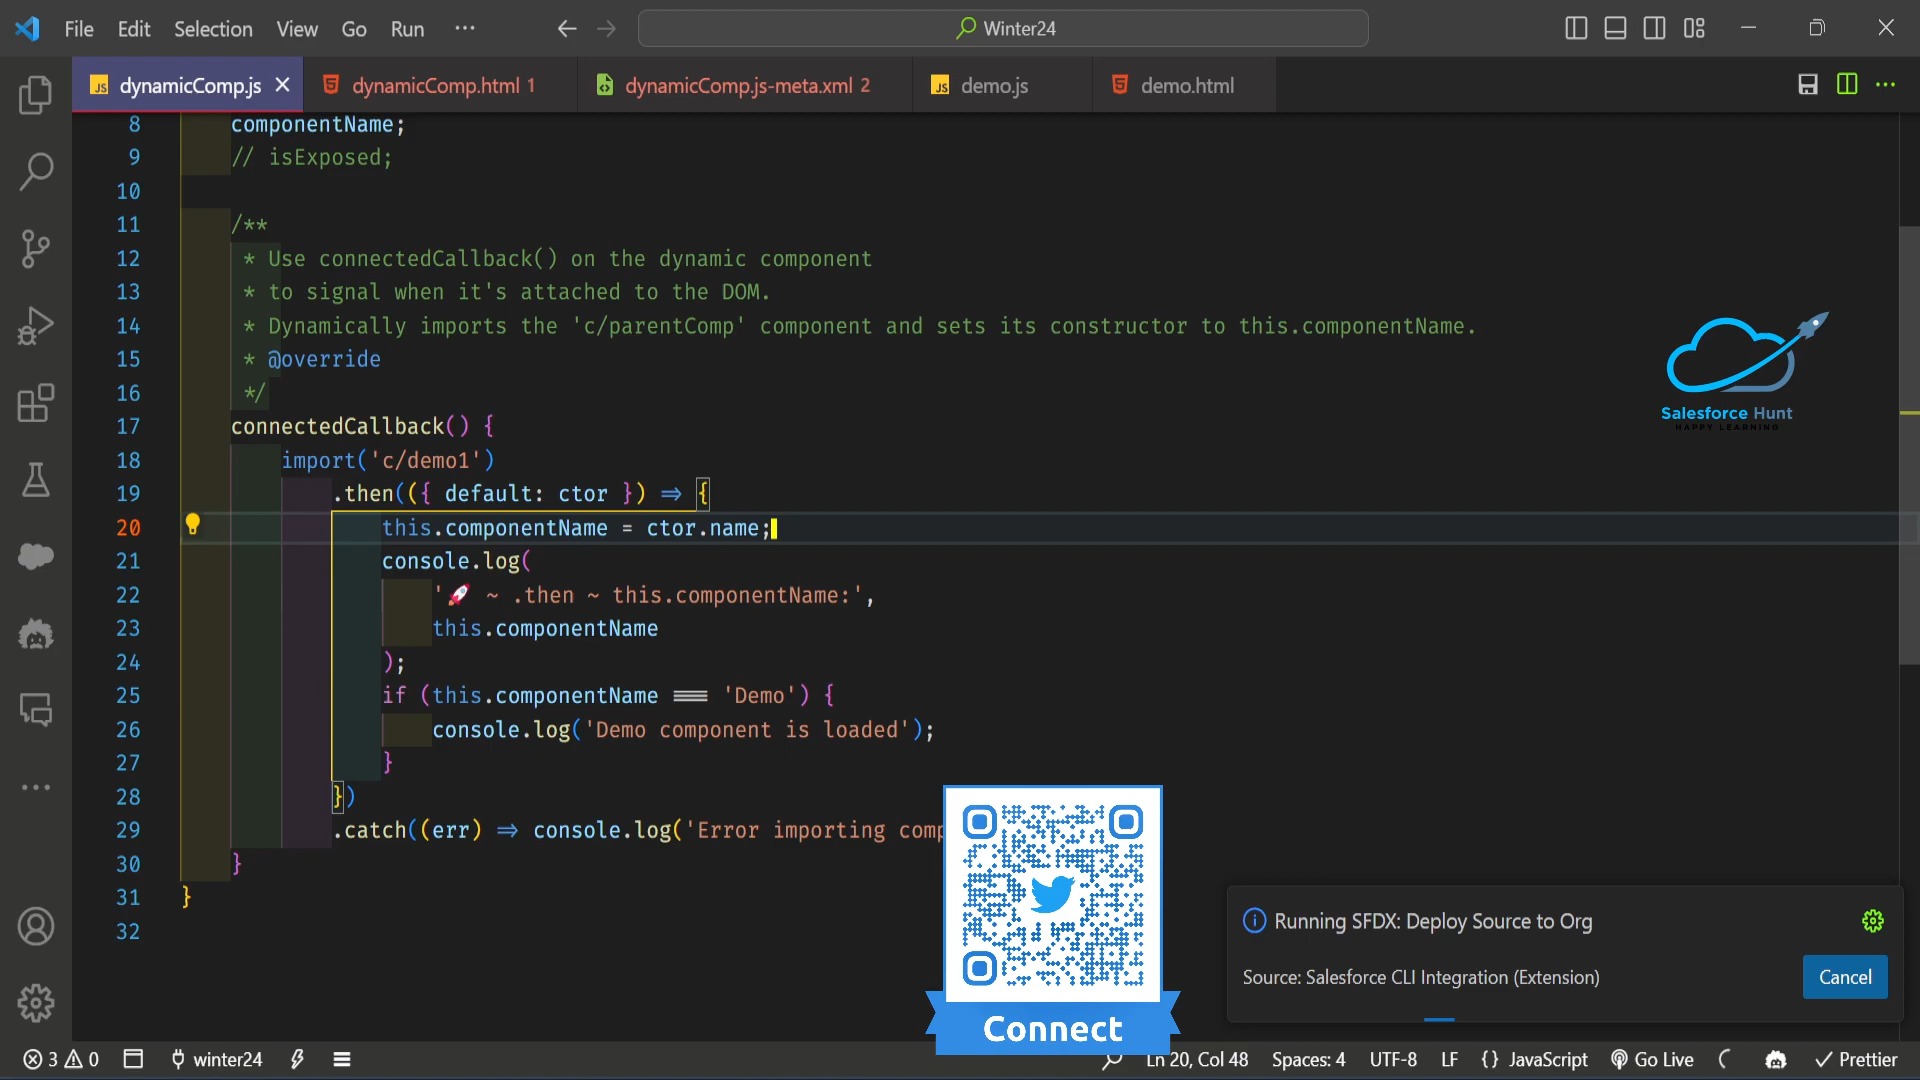 File Edit Selection View Go Run ···
Winter24
JS dynamicComp.js
dynamicComp.html 1
dynamicComp.js-meta.xml 2
JS demo.js
demo.html
8 componentName;
9 // isExposed;
10
11 /**
12 * Use connectedCallback() on the dynamic component
13 * to signal when it's attached to the DOM.
14 * Dynamically imports the 'c/parentComp' component and sets its constructor to this.componentName.
15 * @override
16 */
17 connectedCallback() {
18 import('c/demo1')
19 .then(({ default: ctor }) => {
20 this.componentName = ctor.name;
21 console.log(
22 '🚀 ~ .then ~ this.componentName:',
23 this.componentName
24 );
25 if (this.componentName === 'Demo') {
26 console.log('Demo component is loaded');
27 }
28 })
29 .catch((err) => console.log('Error importing comp
30 }
31 }
32
Salesforce Hunt
HAPPY LEARNING
Connect
Running SFDX: Deploy Source to Org
Source: Salesforce CLI Integration (Extension)
Cancel
3 0 winter24
Ln 20, Col 48 Spaces: 4 UTF-8 LF {} JavaScript Go Live Prettier